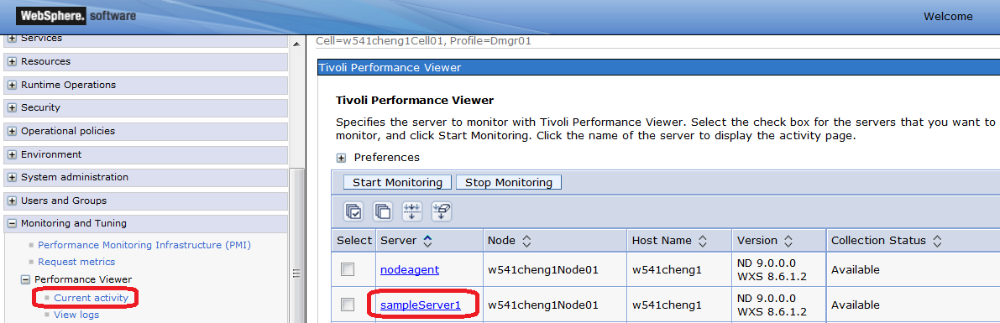 WebSphere. software
Welcome
Services
Resources
Runtime Operations
Security
Operational policies
Environment
System administration
Users and Groups
Monitoring and Tuning
Performance Monitoring Infrastructure (PMI)
Request metrics
Performance Viewer
Current activity
View logs
Cell=w541cheng1Cell01, Profile=Dmgr01
Tivoli Performance Viewer
Tivoli Performance Viewer
Specifies the server to monitor with Tivoli Performance Viewer. Select the check box for the servers that you want to
monitor, and click Start Monitoring. Click the name of the server to display the activity page.
Preferences
Start Monitoring Stop Monitoring
Select Server Node Host Name Version Collection Status
nodeagent w541cheng1Node01 w541cheng1 ND 9.0.0.0 Available
WXS 8.6.1.2
sampleServer1 w541cheng1Node01 w541cheng1 ND 9.0.0.0 Available
WXS 8.6.1.2